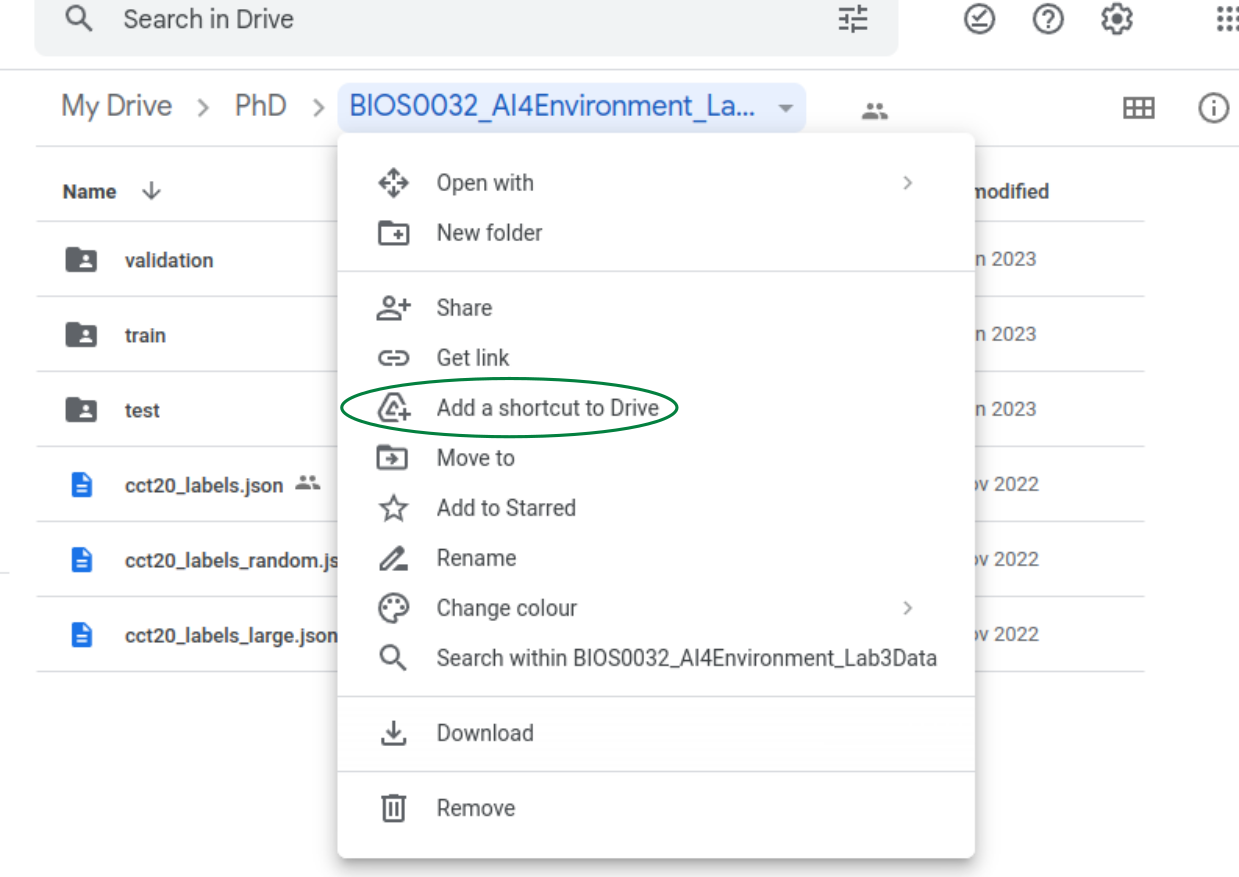 Search in Drive
My Drive > PhD > BIOS0032_AI4Environment_La...
Name
modified
validation
n 2023
train
n 2023
test
n 2023
cct20_labels.json
ov 2022
cct20_labels_random.js
ov 2022
cct20_labels_large.json
ov 2022
Open with
New folder
Share
Get link
Add a shortcut to Drive
Move to
Add to Starred
Rename
Change colour
Search within BIOS0032_AI4Environment_Lab3Data
Download
Remove